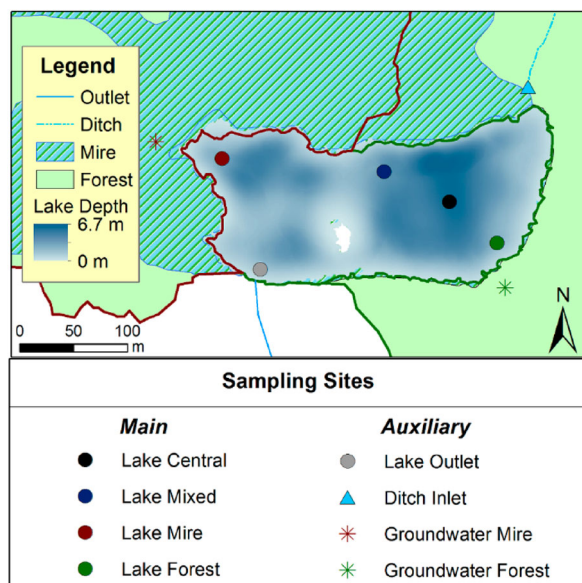 Legend
Outlet
Ditch
Mire
Forest
Lake Depth
6.7 m
0 m
0 50 100
m
N
Sampling Sites
Main Auxiliary
Lake Central Lake Outlet
Lake Mixed Ditch Inlet
Lake Mire Groundwater Mire
Lake Forest Groundwater Forest